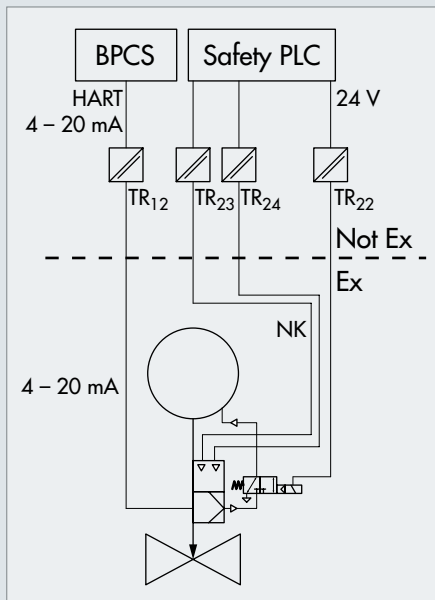 BPCS
Safety PLC
HART
4 – 20 mA
24 V
TR12
TR23
TR24
TR22
Not Ex
Ex
NK
4 – 20 mA